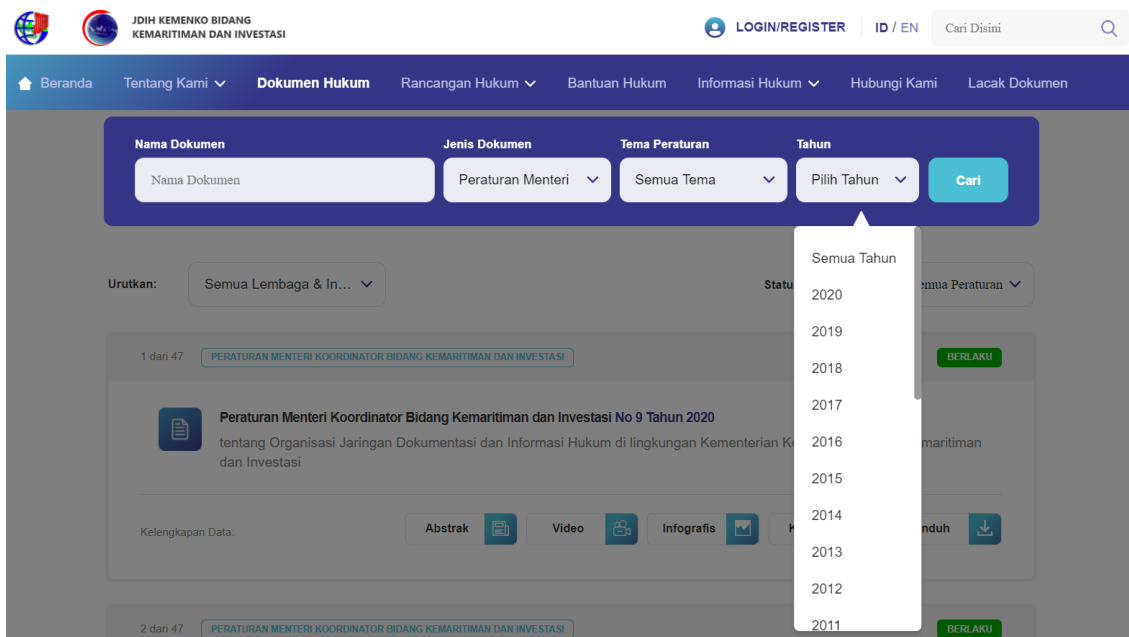 JDIH KEMENKO BIDANG
KEMARITIMAN DAN INVESTASI
LOGIN/REGISTER
ID / EN
Cari Disini
Beranda
Tentang Kami
Dokumen Hukum
Rancangan Hukum
Bantuan Hukum
Informasi Hukum
Hubungi Kami
Lacak Dokumen
Nama Dokumen
Jenis Dokumen
Tema Peraturan
Tahun
Nama Dokumen
Peraturan Menteri
Semua Tema
Pilih Tahun
Cari
Semua Tahun
2020
2019
2018
2017
2016
2015
2014
2013
2012
2011
Urutkan:
Semua Lembaga & In...
Peraturan
1 dari 47
PERATURAN MENTERI KOORDINATOR BIDANG KEMARITIMAN DAN INVESTASI
BERLAKU
Peraturan Menteri Koordinator Bidang Kemaritiman dan Investasi No 9 Tahun 2020
tentang Organisasi Jaringan Dokumentasi dan Informasi Hukum di lingkungan Kementerian
dan Investasi
Kelengkapan Data:
Abstrak
Video
Infografis
2 dari 47
PERATURAN MENTERI KOORDINATOR BIDANG KEMARITIMAN DAN INVESTASI
BERLAKU